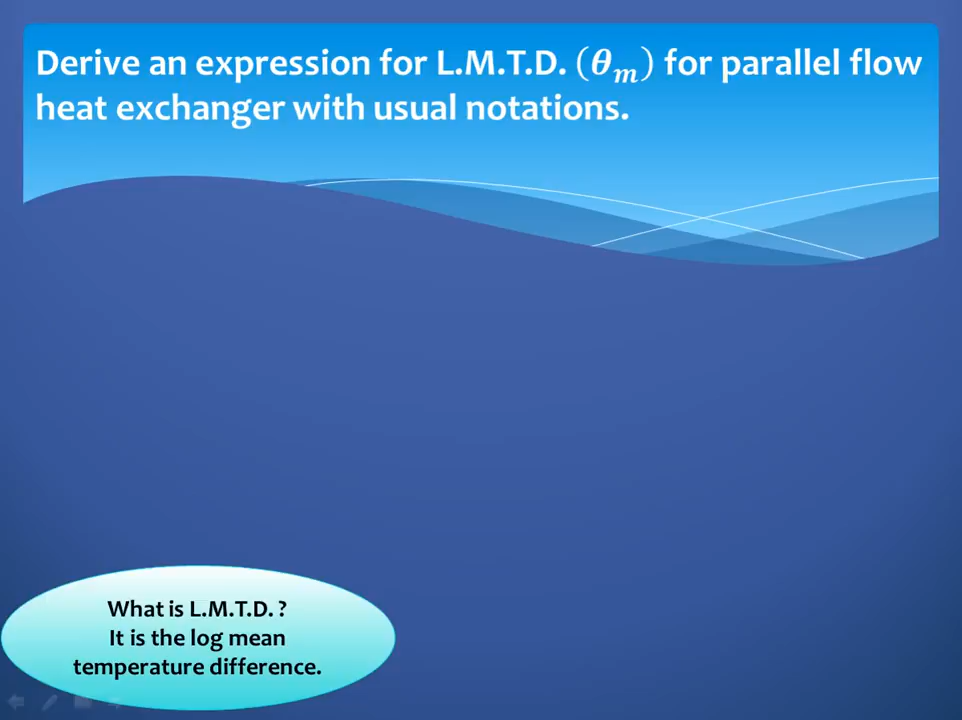 Derive an expression for L.M.T.D. (θₘ) for parallel flow
heat exchanger with usual notations.
What is L.M.T.D. ?
It is the log mean
temperature difference.